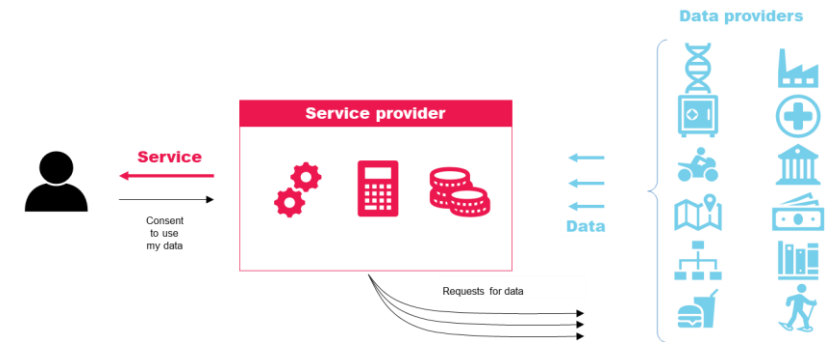 Data providers
Service provider
Service
Consent
to use
my data
Data
Requests for data